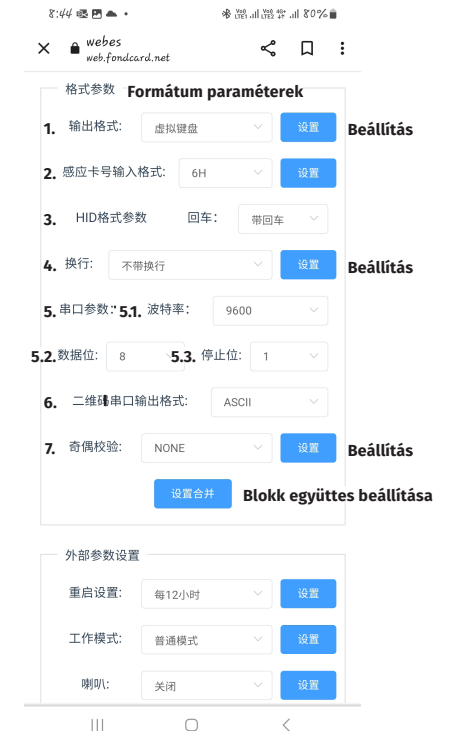 8:44 80%
webes
web.fondcard.net
格式参数 Formátum paraméterek
1. 输出格式: 虚拟键盘 设置 Beállítás
2. 感应卡号输入格式: 6H 设置
3. HID格式参数 回车: 带回车
4. 换行: 不带换行 设置 Beállítás
5. 串口参数: 5.1. 波特率: 9600
5.2. 数据位: 8 5.3. 停止位: 1
6. 二维码串口输出格式: ASCII
7. 奇偶校验: NONE 设置 Beállítás
设置合并 Blokk együttes beállítása
外部参数设置
重启设置: 每12小时 设置
工作模式: 普通模式 设置
喇叭: 关闭 设置